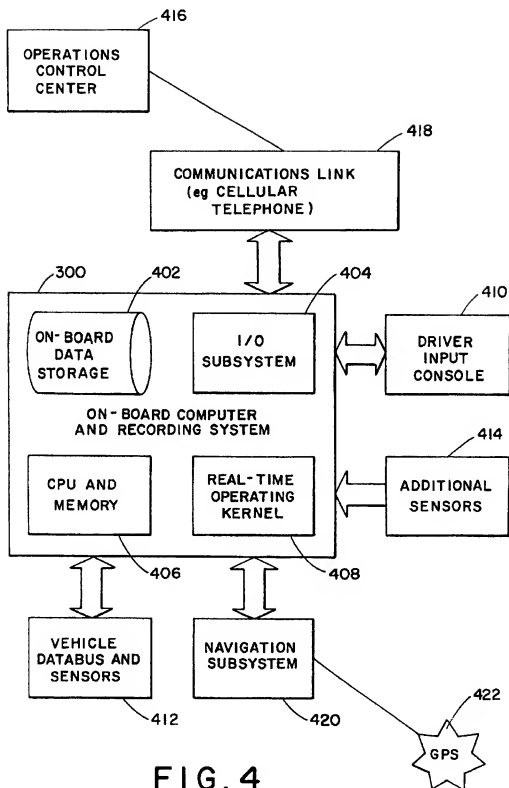 416
OPERATIONS
CONTROL
CENTER
418
COMMUNICATIONS LINK
(eg CELLULAR
TELEPHONE)
300
402
404
410
ON-BOARD
DATA
STORAGE
I/O
SUBSYSTEM
DRIVER
INPUT
CONSOLE
ON-BOARD COMPUTER
AND RECORDING SYSTEM
414
CPU AND
MEMORY
REAL-TIME
OPERATING
KERNEL
ADDITIONAL
SENSORS
406
408
VEHICLE
DATABUS AND
SENSORS
NAVIGATION
SUBSYSTEM
412
420
422
GPS
FIG. 4